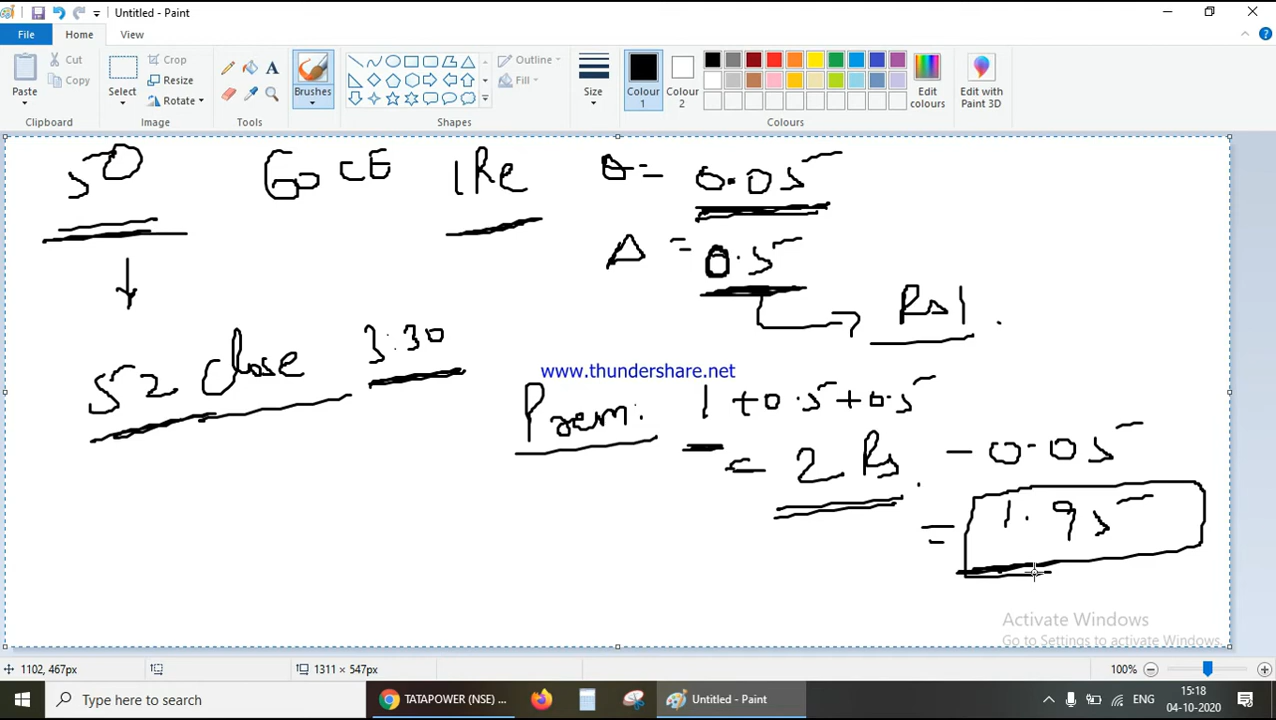 Untitled - Paint
File Home View
Paste Cut Copy Clipboard
Select Crop Resize Rotate Image
Tools
Brushes
Shapes Outline Fill
Size
Colour 1 Colour 2 Edit colours Edit with Paint 3D Colours
50 60 CE 1Re θ = 0.05
Δ = 0.5
Rs 1.
52 close 3.30
www.thundershare.net
Prem. 1 + 0.5 + 0.5
= 2 Rs. - 0.05
= 1.95
Activate Windows
Go to Settings to activate Windows.
1102, 467px 1311 × 547px 100%
Type here to search TATAPOWER (NSE) ... Untitled - Paint ENG 15:18
04-10-2020